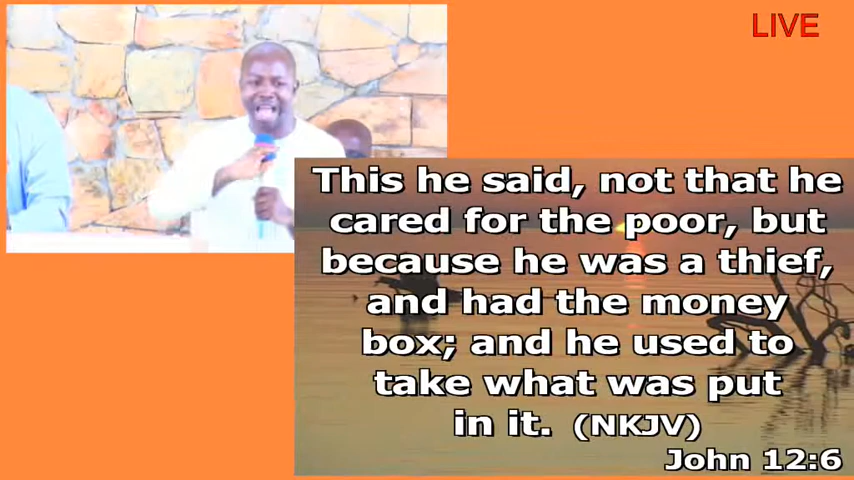 LIVE
This he said, not that he
cared for the poor, but
because he was a thief,
and had the money
box; and he used to
take what was put
in it. (NKJV)
John 12:6